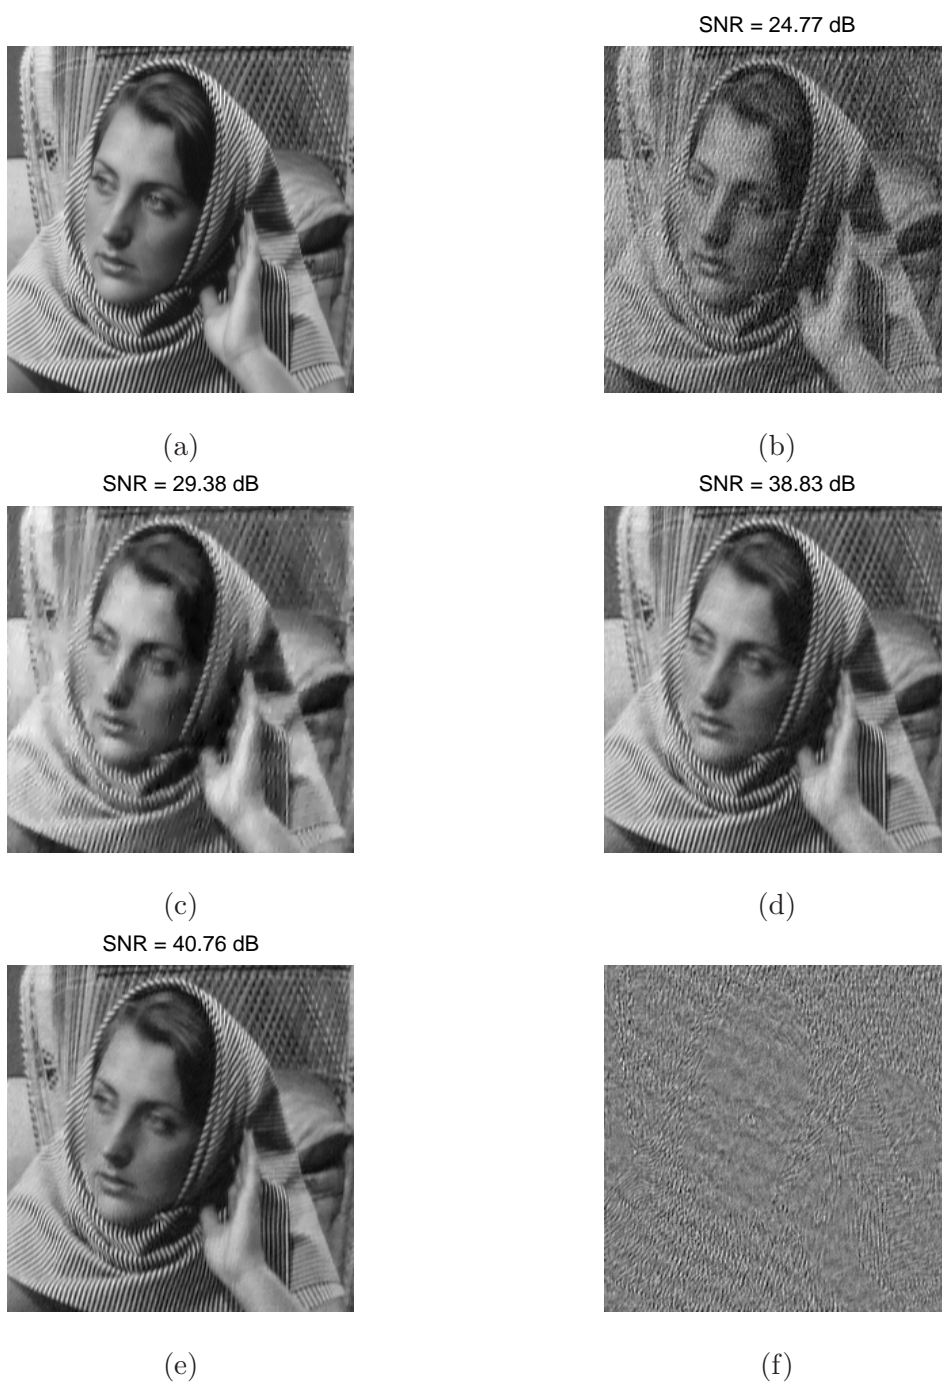 SNR = 24.77 dB
(a)
(b)
SNR = 29.38 dB
SNR = 38.83 dB
(c)
(d)
SNR = 40.76 dB
(e)
(f)